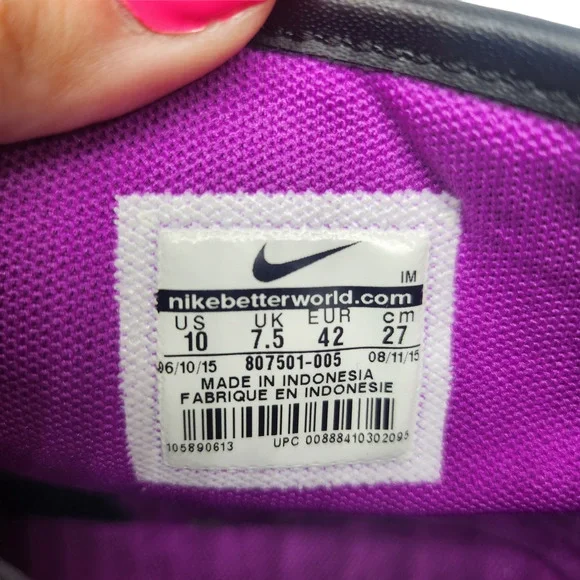 IM
nikebetterworld.com
US UK EUR cm
10 7.5 42 27
06/10/15 807501-005 08/11/15
MADE IN INDONESIA
FABRIQUE EN INDONESIE
105890613 UPC 00888410302095